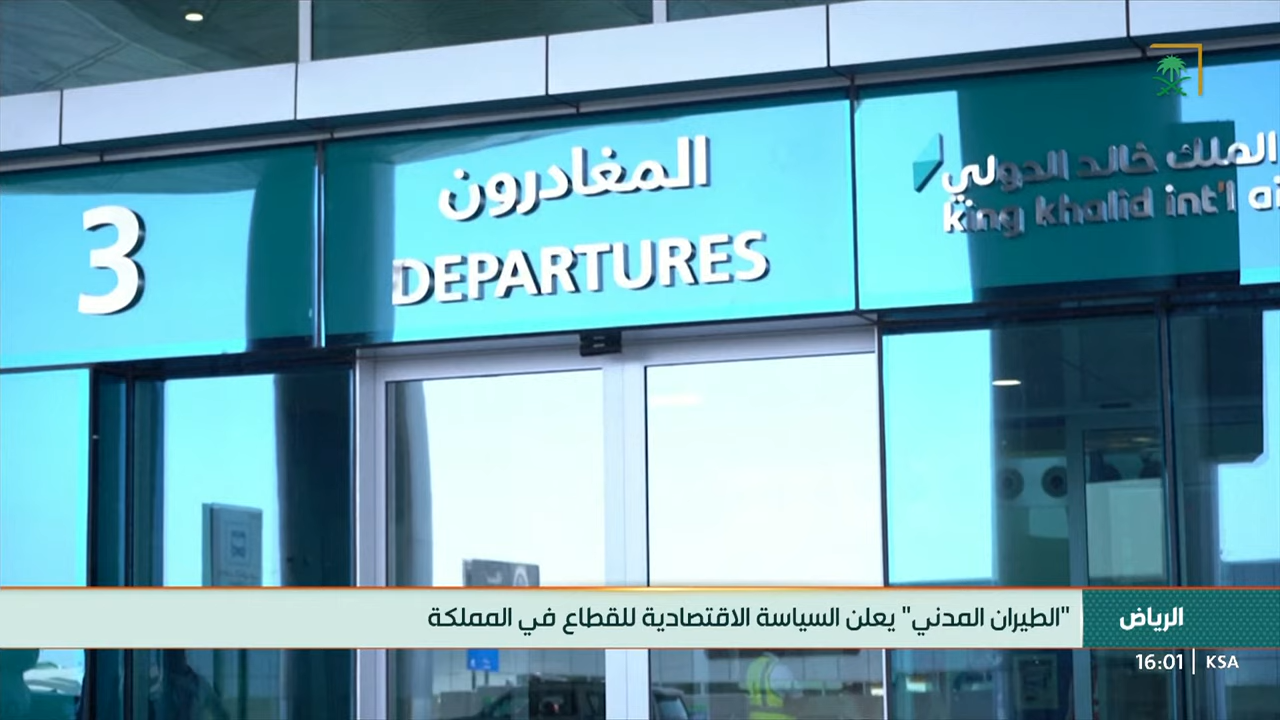 3
المغادرون
DEPARTURES
الملك خالد الدولي
king khalid int'l
الرياض
"الطيران المدني" يعلن السياسة الاقتصادية للقطاع في المملكة
16:01 | KSA